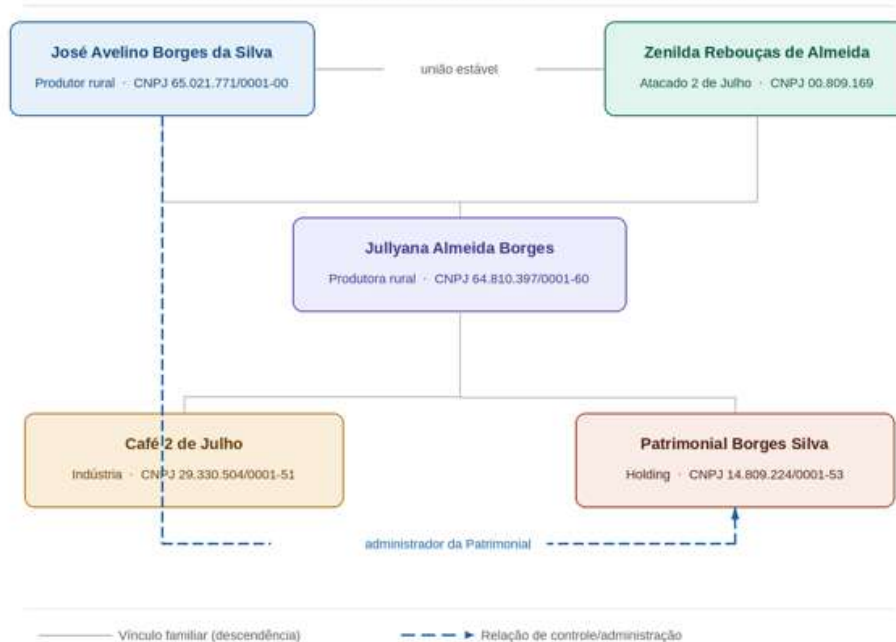 José Avelino Borges da Silva
Produtor rural · CNPJ 65.021.771/0001-00
união estável
Zenilda Rebouças de Almeida
Atacado 2 de Julho · CNPJ 00.809.169
Jullyana Almeida Borges
Produtora rural · CNPJ 64.810.397/0001-60
Café 2 de Julho
Indústria · CNPJ 29.330.504/0001-51
Patrimonial Borges Silva
Holding · CNPJ 14.809.224/0001-53
administrador da Patrimonial
Vínculo familiar (descendência)
Relação de controle/administração